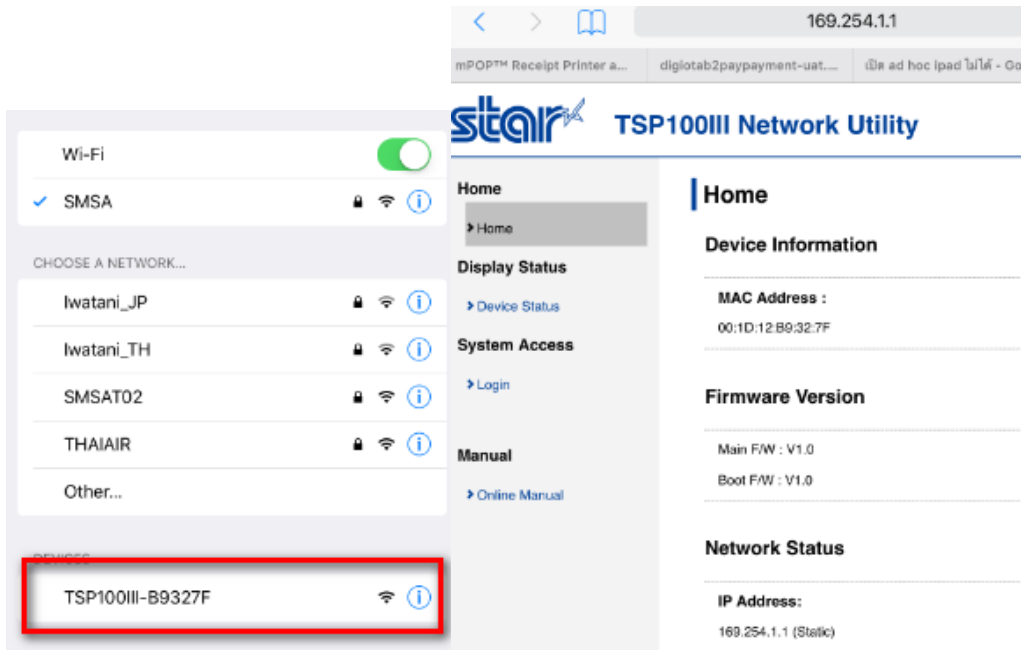 Wi-Fi
SMSA
CHOOSE A NETWORK...
Iwatani_JP
Iwatani_TH
SMSAT02
THAIAIR
Other...
DEVICES
TSP100III-B9327F
169.254.1.1
mPOP™ Receipt Printer a...
digiotab2paypayment-uat....
เปิด ad hoc ipad ไม่ได้ - Go
star
TSP100III Network Utility
Home
Home
Display Status
Device Status
System Access
Login
Manual
Online Manual
Home
Device Information
MAC Address :
00:1D:12:B9:32:7F
Firmware Version
Main F/W : V1.0
Boot F/W : V1.0
Network Status
IP Address:
169.254.1.1 (Static)